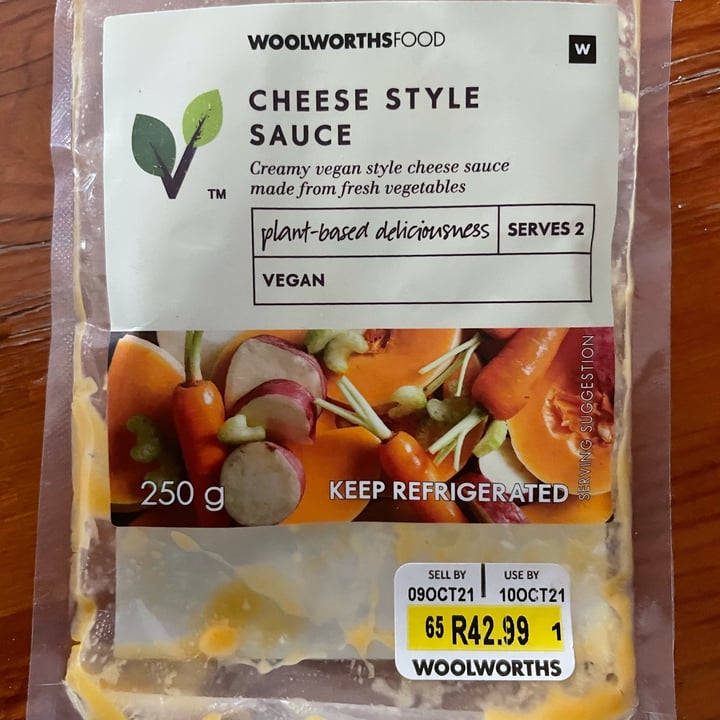 WOOLWORTHSFOOD
W
CHEESE STYLE
SAUCE
TM
Creamy vegan style cheese sauce
made from fresh vegetables
plant-based deliciousness SERVES 2
VEGAN
SERVING SUGGESTION
250 g KEEP REFRIGERATED
SELL BY USE BY
09OCT21 10OCT21
65 R42.99 1
WOOLWORTHS